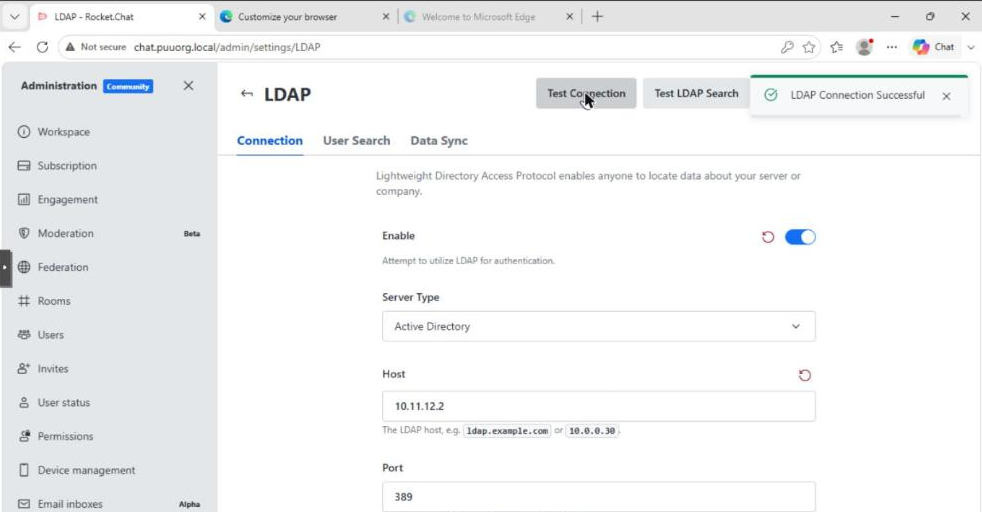 LDAP - Rocket.Chat
Customize your browser
Welcome to Microsoft Edge
Not secure chat.puuorg.local/admin/settings/LDAP
Chat
Administration Community
LDAP
Test Connection
Test LDAP Search
LDAP Connection Successful
Connection
User Search
Data Sync
Workspace
Subscription
Engagement
Moderation Beta
Federation
Rooms
Users
Invites
User status
Permissions
Device management
Email inboxes Alpha
Lightweight Directory Access Protocol enables anyone to locate data about your server or
company.
Enable
Attempt to utilize LDAP for authentication.
Server Type
Active Directory
Host
10.11.12.2
The LDAP host, e.g. ldap.example.com or 10.0.0.30.
Port
389